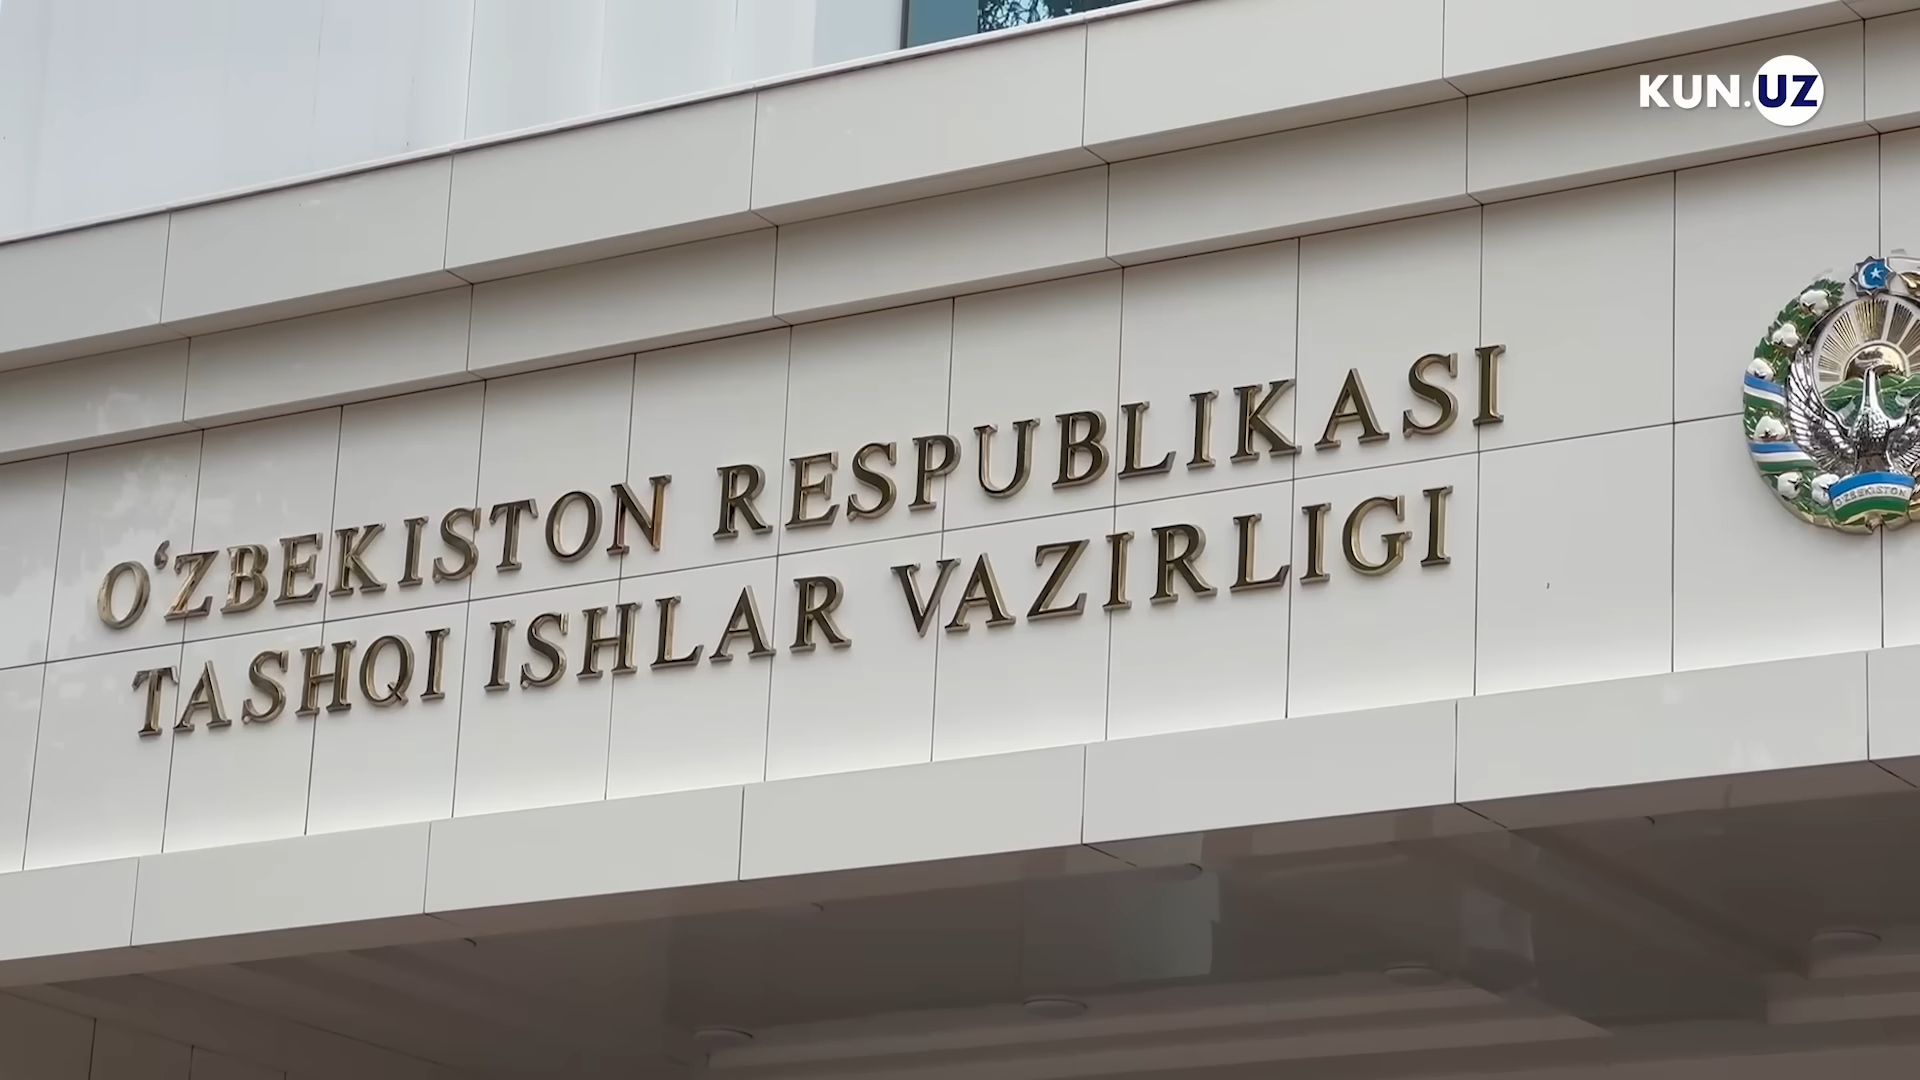 KUN.UZ
O‘ZBEKISTON RESPUBLIKASI
TASHQI ISHLAR VAZIRLIGI
O‘ZBEKISTON